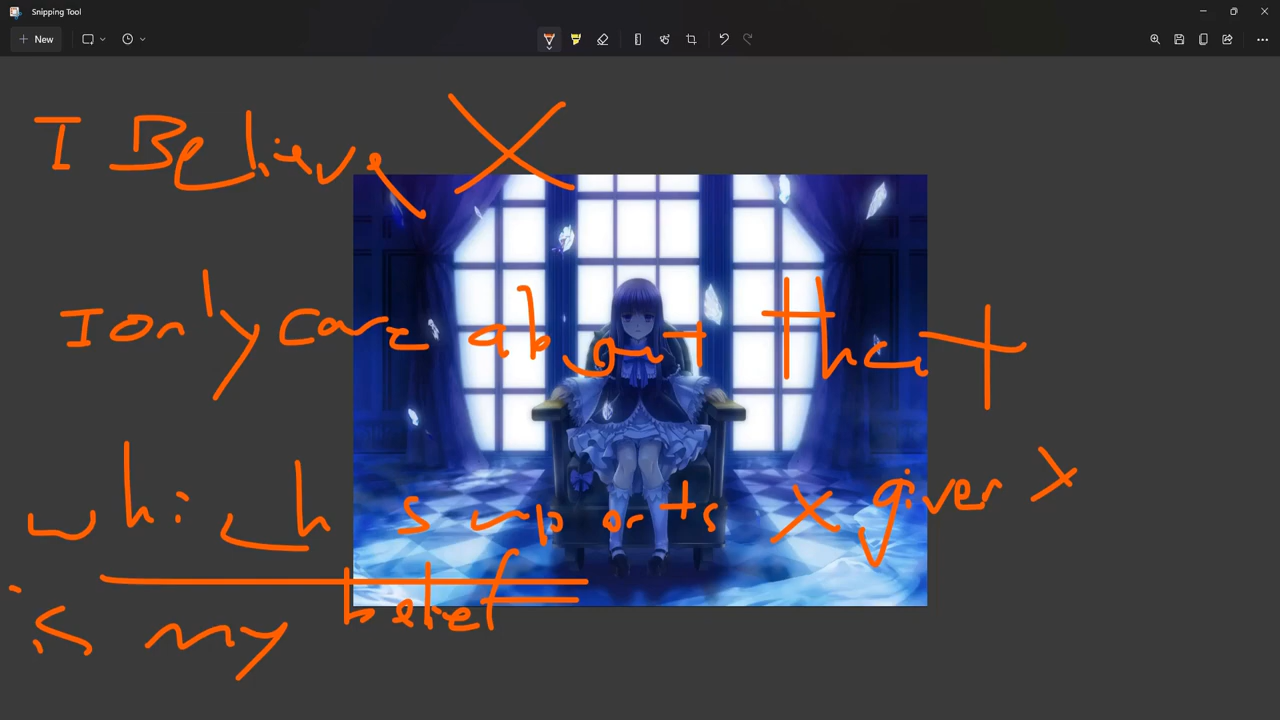 Snipping Tool
New
I Believe X
I only care about that
which supports X given X
is my belief